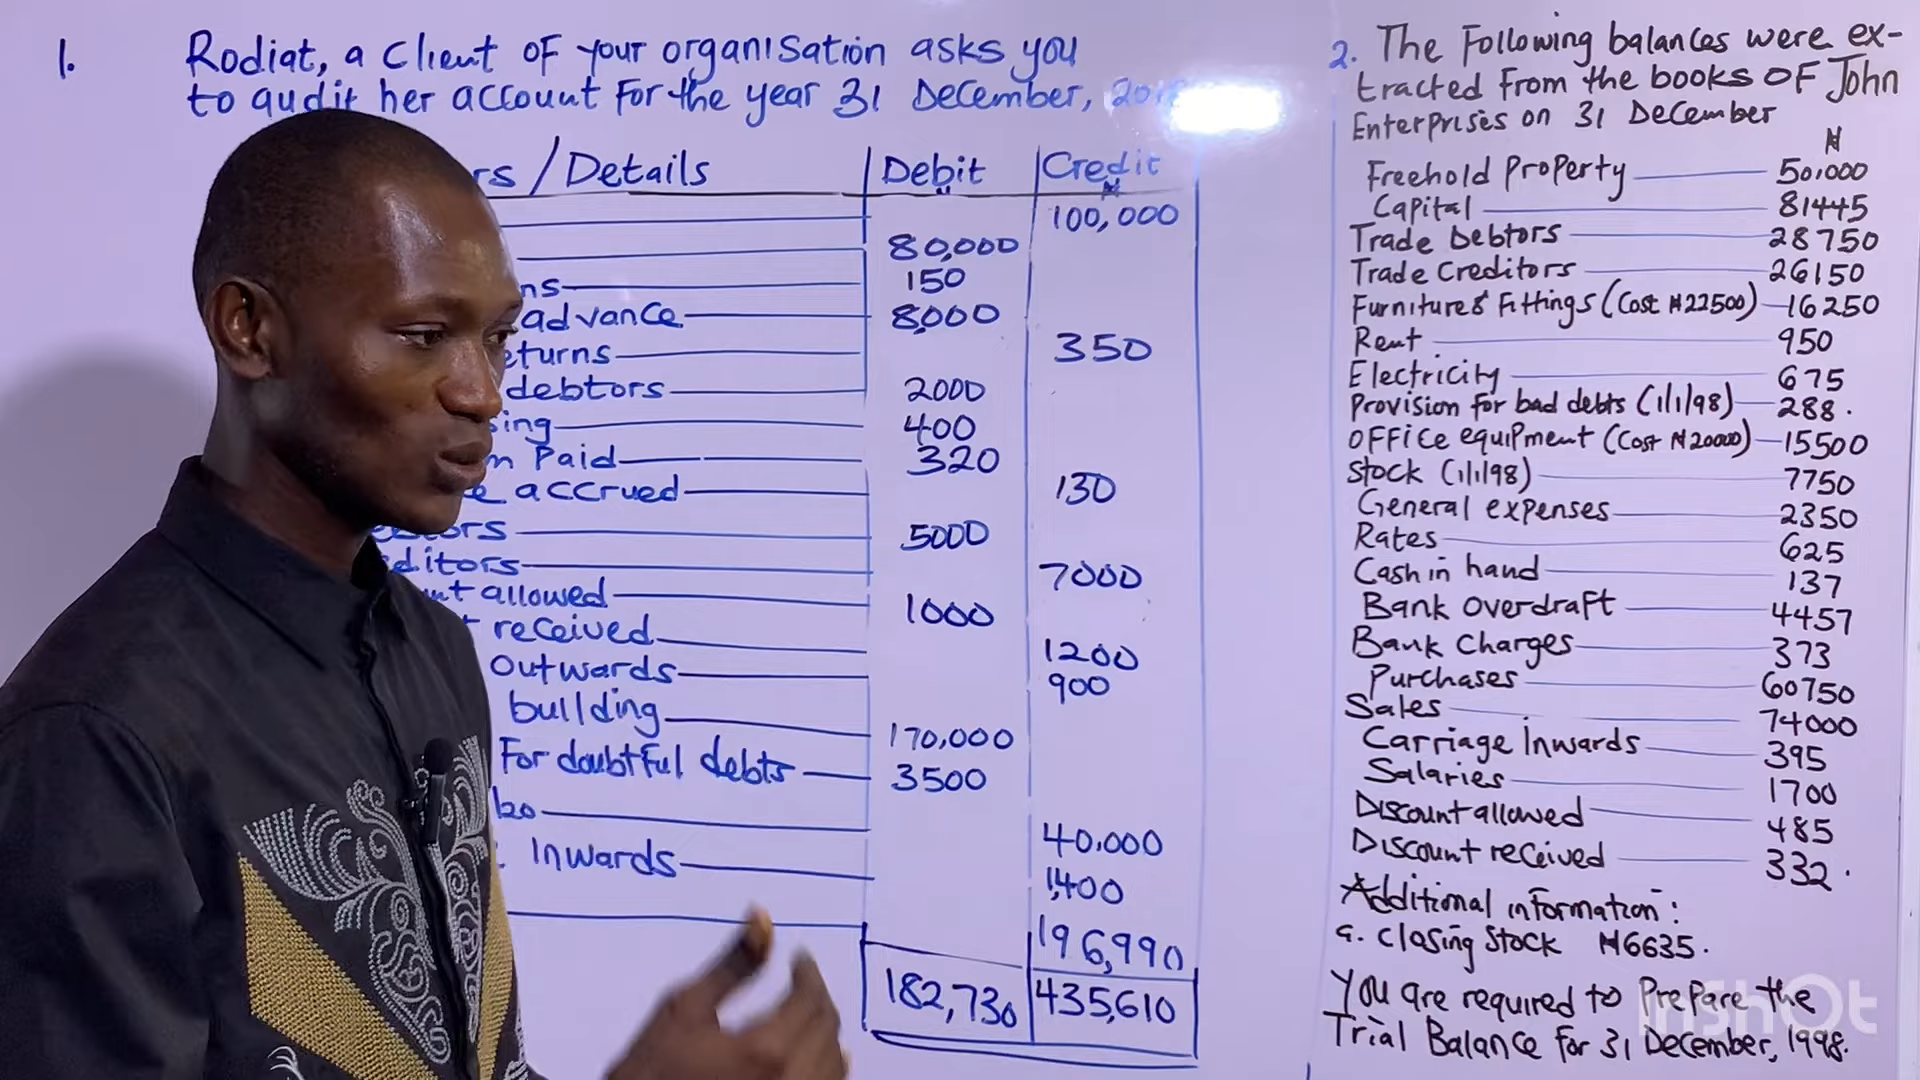 1. Rodiat, a client of your organisation asks you
to audit her account for the year 31 December,
/Details Debit Credit
₦ ₦
100,000
80,000
150
advance 8,000
350
debtors 2000
400
Paid 320
accrued 130
5000
7000
allowed 1000
received 1200
outwards 900
building 170,000
For doubtful debts 3500
40,000
Inwards 1,400
196,990
182,730 435,610
2. The following balances were ex-
tracted from the books of John
Enterprises on 31 December
₦
Freehold Property 50,000
Capital 81445
Trade Debtors 28750
Trade Creditors 26150
Furniture & Fittings (Cost ₦22500) 16250
Rent 950
Electricity 675
Provision for bad debts (1/1/98) 288.
Office equipment (Cost ₦20000) 15500
Stock (1/1/98) 7750
General expenses 2350
Rates 625
Cash in hand 137
Bank overdraft 4457
Bank Charges 373
Purchases 60750
Sales 74000
Carriage Inwards 395
Salaries 1700
Discount allowed 485
Discount received 332.
Additional information:
a. Closing Stock ₦6635.
You are required to Prepare the
Trial Balance for 31 December, 1998.
InShOt